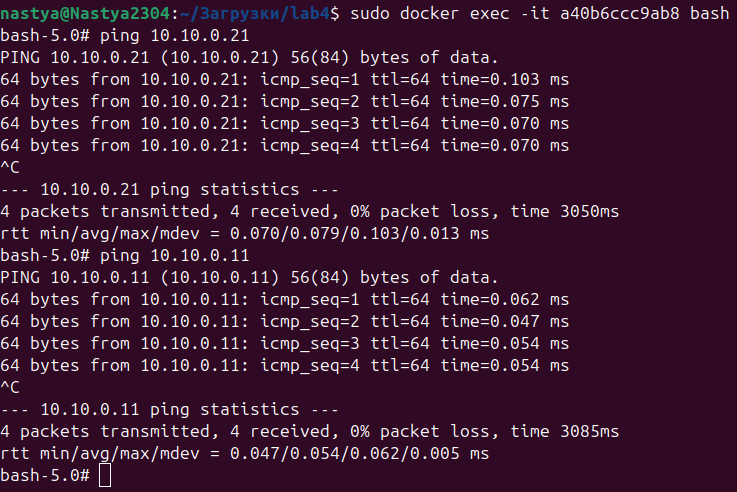 nastya@Nastya2304:~/Загрузки/lab4$ sudo docker exec -it a40b6ccc9ab8 bash
bash-5.0# ping 10.10.0.21
PING 10.10.0.21 (10.10.0.21) 56(84) bytes of data.
64 bytes from 10.10.0.21: icmp_seq=1 ttl=64 time=0.103 ms
64 bytes from 10.10.0.21: icmp_seq=2 ttl=64 time=0.075 ms
64 bytes from 10.10.0.21: icmp_seq=3 ttl=64 time=0.070 ms
64 bytes from 10.10.0.21: icmp_seq=4 ttl=64 time=0.070 ms
^C
--- 10.10.0.21 ping statistics ---
4 packets transmitted, 4 received, 0% packet loss, time 3050ms
rtt min/avg/max/mdev = 0.070/0.079/0.103/0.013 ms
bash-5.0# ping 10.10.0.11
PING 10.10.0.11 (10.10.0.11) 56(84) bytes of data.
64 bytes from 10.10.0.11: icmp_seq=1 ttl=64 time=0.062 ms
64 bytes from 10.10.0.11: icmp_seq=2 ttl=64 time=0.047 ms
64 bytes from 10.10.0.11: icmp_seq=3 ttl=64 time=0.054 ms
64 bytes from 10.10.0.11: icmp_seq=4 ttl=64 time=0.054 ms
^C
--- 10.10.0.11 ping statistics ---
4 packets transmitted, 4 received, 0% packet loss, time 3085ms
rtt min/avg/max/mdev = 0.047/0.054/0.062/0.005 ms
bash-5.0#